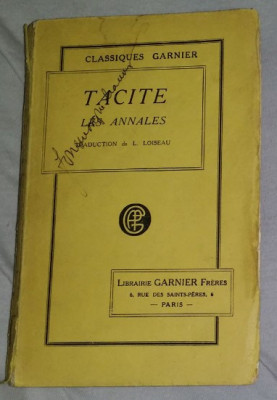 CLASSIQUES GARNIER
TACITE
LES ANNALES
TRADUCTION de L. LOISEAU
LIBRAIRIE GARNIER FRÈRES
6, RUE DES SAINTS-PÈRES, 6
— PARIS —